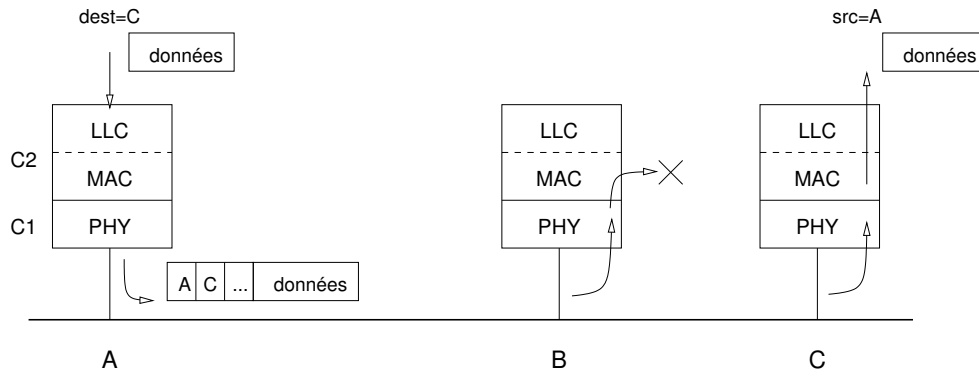 dest=C
src=A
données
données
LLC
LLC
LLC
C2
MAC
MAC
MAC
C1
PHY
PHY
PHY
A C ... données
A
B
C